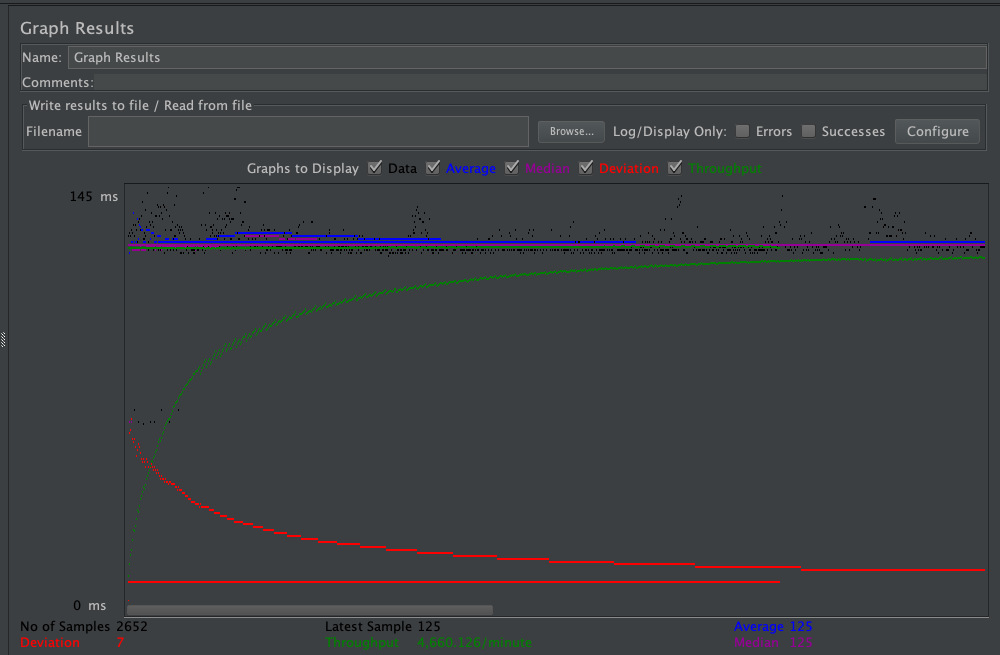 Graph Results
Name: Graph Results
Comments:
Write results to file / Read from file
Filename Browse... Log/Display Only: Errors Successes Configure
Graphs to Display Data Average Median Deviation Throughput
145 ms
0 ms
No of Samples 2652 Latest Sample 125 Average 125
Deviation 7 Throughput 4,660.126/minute Median